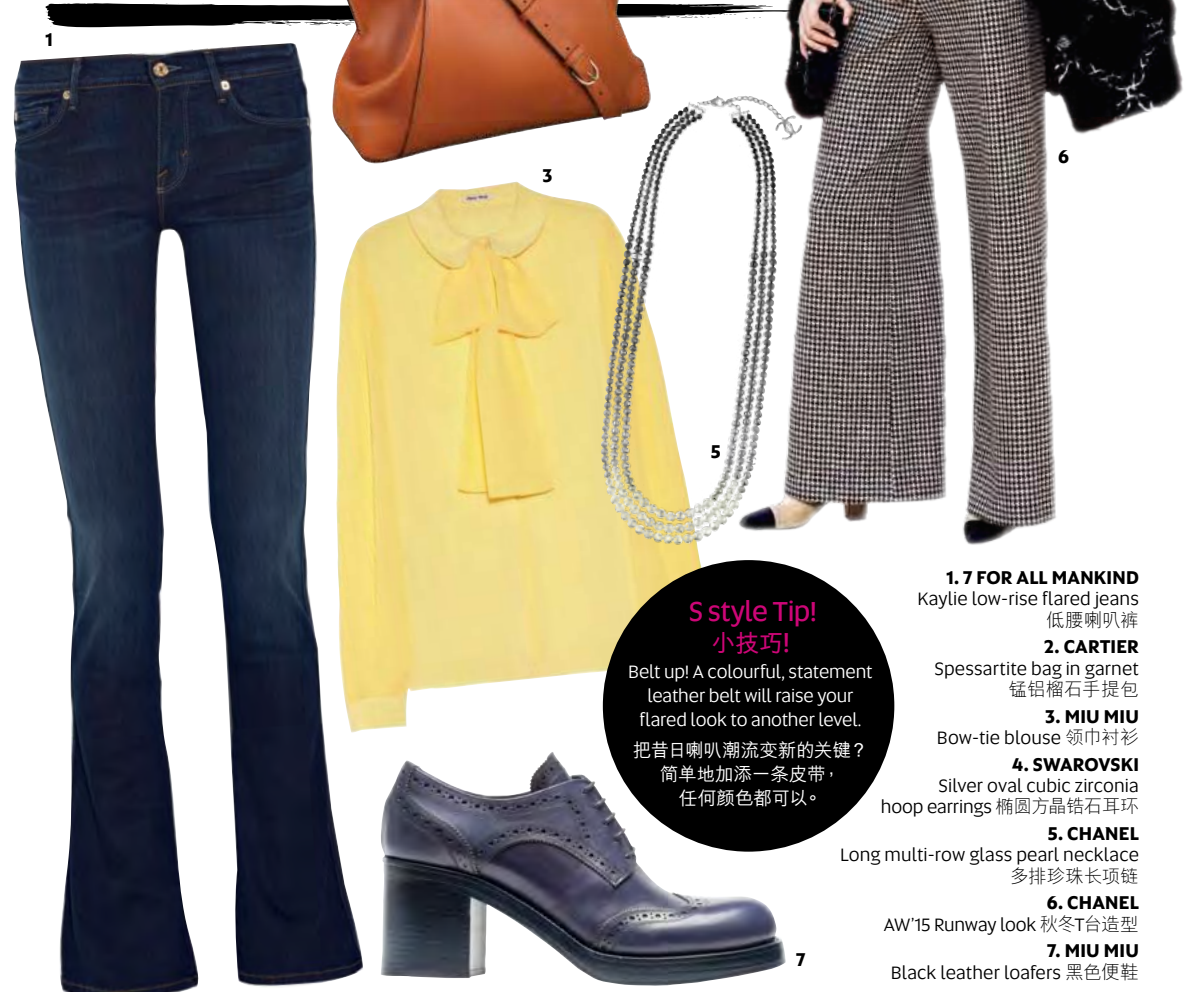 1
3
5
6
7
S style Tip!
小技巧!
Belt up! A colourful, statement
leather belt will raise your
flared look to another level.
把昔日喇叭潮流变新的关键？
简单地加添一条皮带，
任何颜色都可以。
1. 7 FOR ALL MANKIND
Kaylie low-rise flared jeans
低腰喇叭裤
2. CARTIER
Spessartite bag in garnet
锰铝榴石手提包
3. MIU MIU
Bow-tie blouse 领巾衬衫
4. SWAROVSKI
Silver oval cubic zirconia
hoop earrings 椭圆方晶锆石耳环
5. CHANEL
Long multi-row glass pearl necklace
多排珍珠长项链
6. CHANEL
AW'15 Runway look 秋冬T台造型
7. MIU MIU
Black leather loafers 黑色便鞋